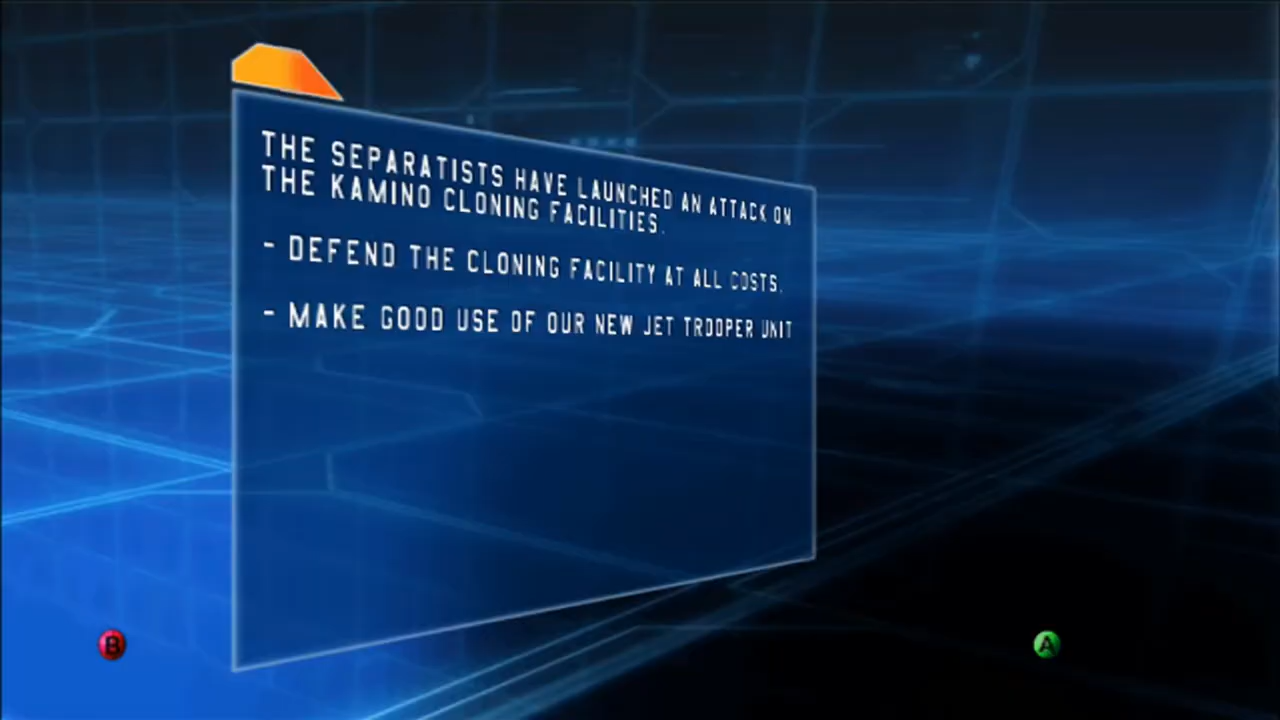 THE SEPARATISTS HAVE LAUNCHED AN ATTACK ON
THE KAMINO CLONING FACILITIES.
- DEFEND THE CLONING FACILITY AT ALL COSTS.
- MAKE GOOD USE OF OUR NEW JET TROOPER UNIT
B
A